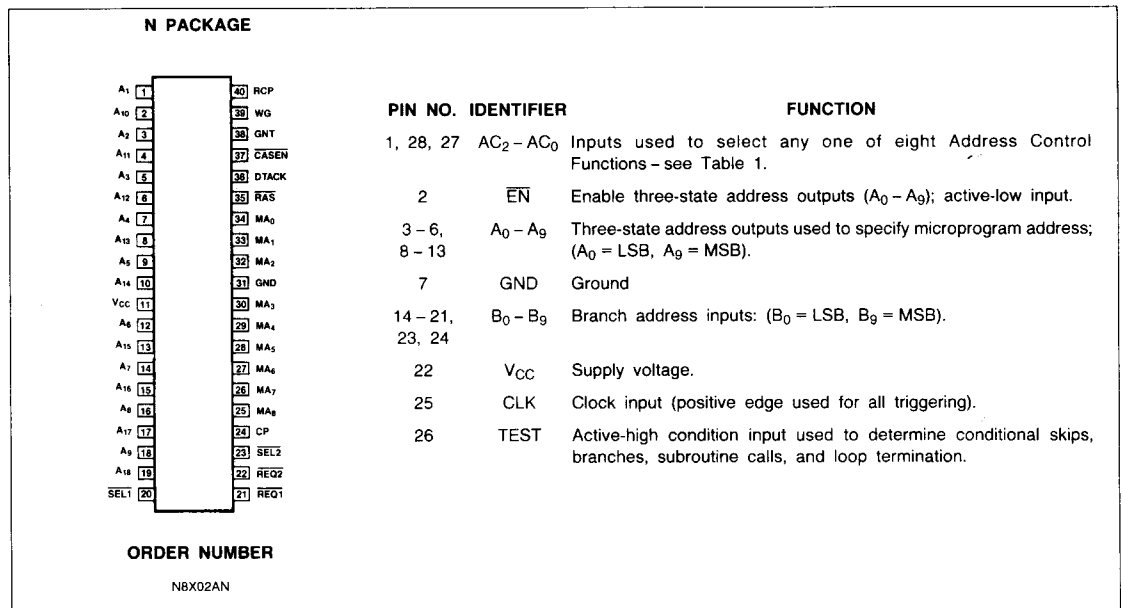 N PACKAGE
A1 1 40 RCP
A10 2 39 WG
A2 3 38 GNT
A11 4 37 CASEN
A3 5 36 DTACK
A12 6 35 RAS
A4 7 34 MA0
A13 8 33 MA1
A5 9 32 MA2
A14 10 31 GND
VCC 11 30 MA3
A6 12 29 MA4
A15 13 28 MA5
A7 14 27 MA6
A16 15 26 MA7
A8 16 25 MA8
A17 17 24 CP
A9 18 23 SEL2
A18 19 22 REQ2
SEL1 20 21 REQ1
ORDER NUMBER
N8X02AN
PIN NO. IDENTIFIER FUNCTION
1, 28, 27 AC2 – AC0 Inputs used to select any one of eight Address Control
Functions – see Table 1.
2 EN Enable three-state address outputs (A0 – A9); active-low input.
3 – 6, A0 – A9 Three-state address outputs used to specify microprogram address;
8 – 13 (A0 = LSB, A9 = MSB).
7 GND Ground
14 – 21, B0 – B9 Branch address inputs: (B0 = LSB, B9 = MSB).
23, 24
22 VCC Supply voltage.
25 CLK Clock input (positive edge used for all triggering).
26 TEST Active-high condition input used to determine conditional skips,
branches, subroutine calls, and loop termination.